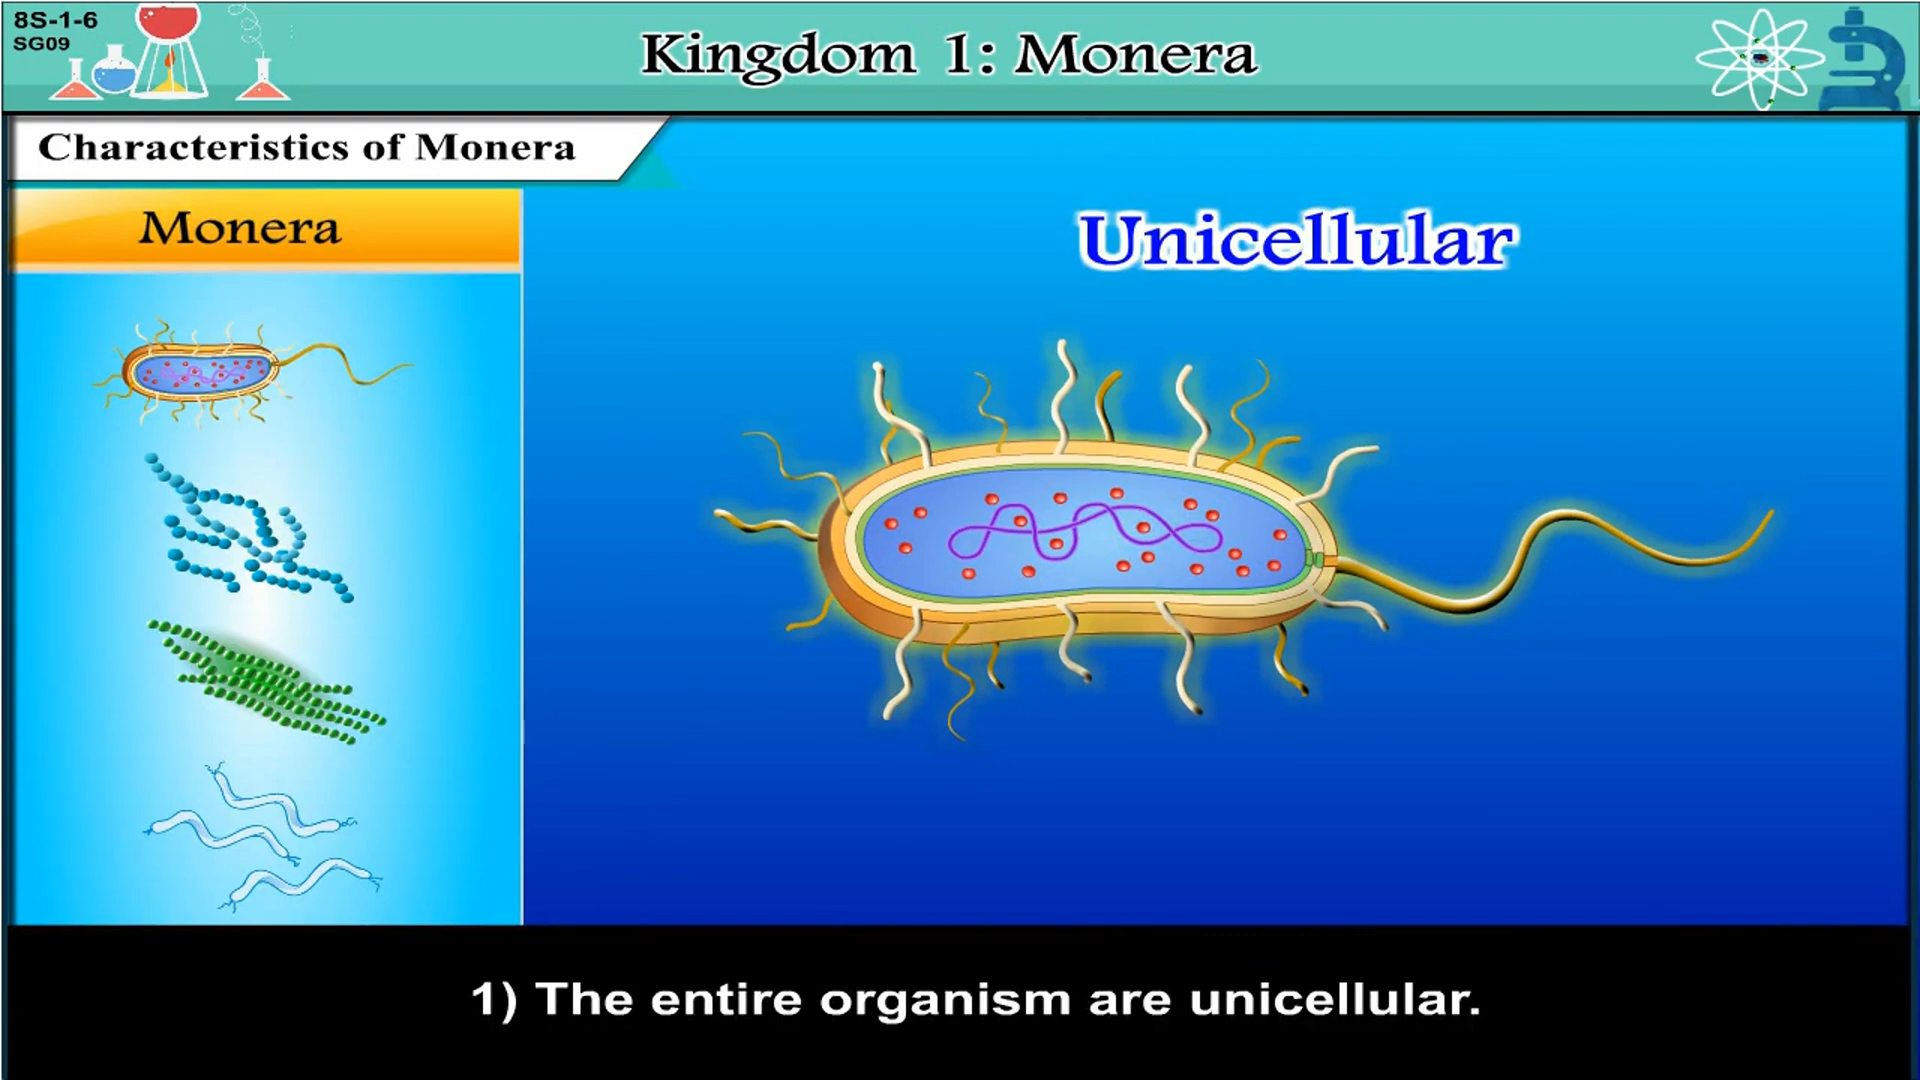 8S-1-6
SG09
Kingdom 1: Monera
Characteristics of Monera
Monera
Unicellular
1) The entire organism are unicellular.